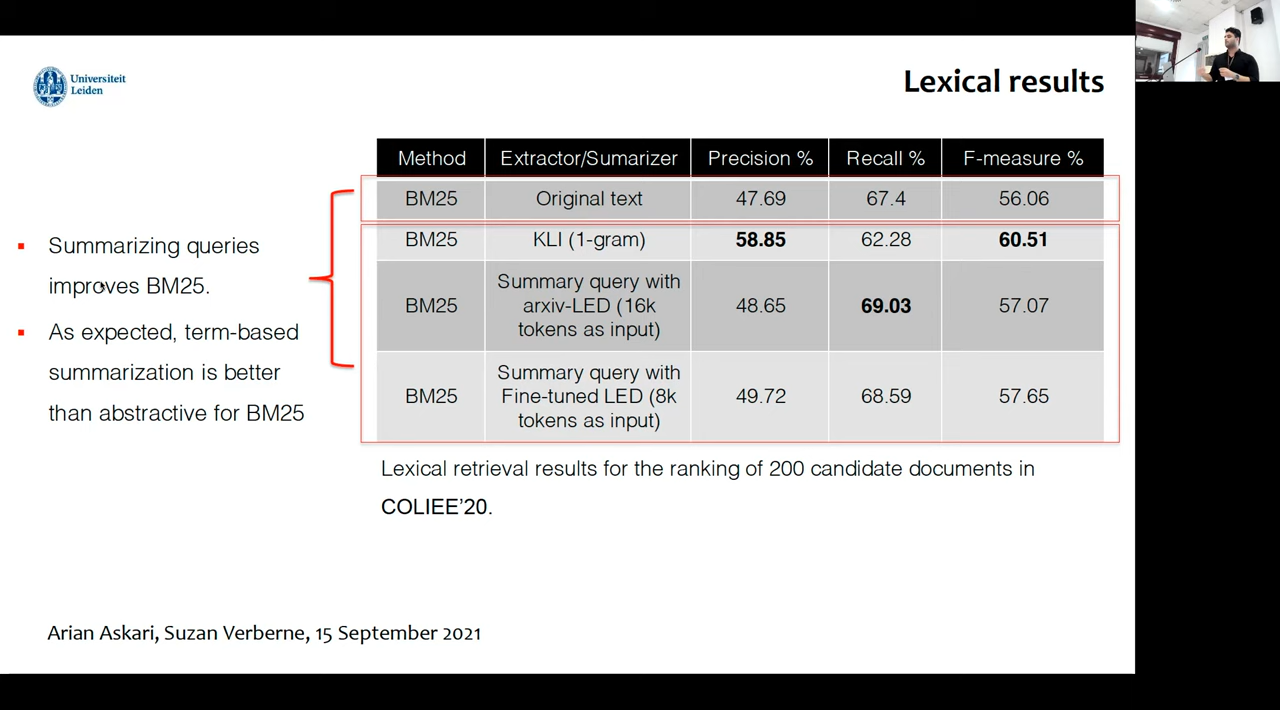 Universiteit
Leiden
Lexical results
Summarizing queries
improves BM25.
As expected, term-based
summarization is better
than abstractive for BM25
Method Extractor/Sumarizer Precision % Recall % F-measure %
BM25 Original text 47.69 67.4 56.06
BM25 KLI (1-gram) 58.85 62.28 60.51
Summary query with
BM25 arxiv-LED (16k 48.65 69.03 57.07
tokens as input)
Summary query with
BM25 Fine-tuned LED (8k 49.72 68.59 57.65
tokens as input)
Lexical retrieval results for the ranking of 200 candidate documents in
COLIEE’20.
Arian Askari, Suzan Verberne, 15 September 2021